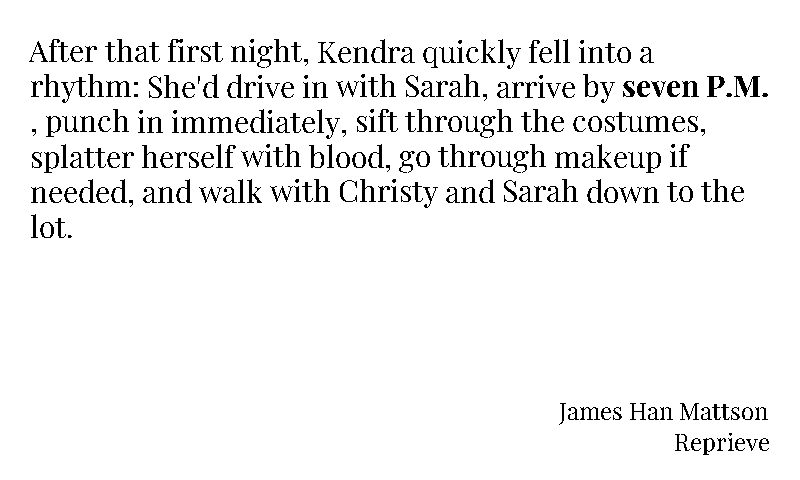 After that first night, Kendra quickly fell into a
rhythm: She'd drive in with Sarah, arrive by seven P.M.
, punch in immediately, sift through the costumes,
splatter herself with blood, go through makeup if
needed, and walk with Christy and Sarah down to the
lot.
James Han Mattson
Reprieve